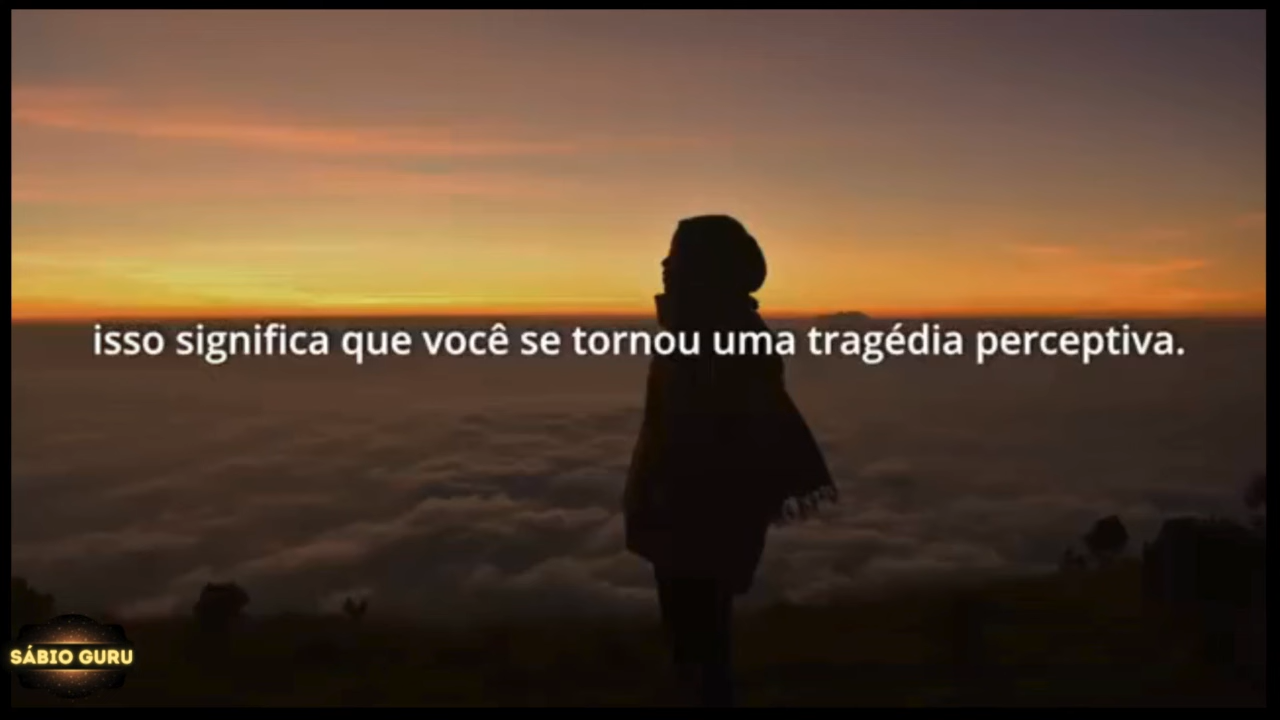 isso significa que você se tornou uma tragédia perceptiva.
SÁBIO GURU